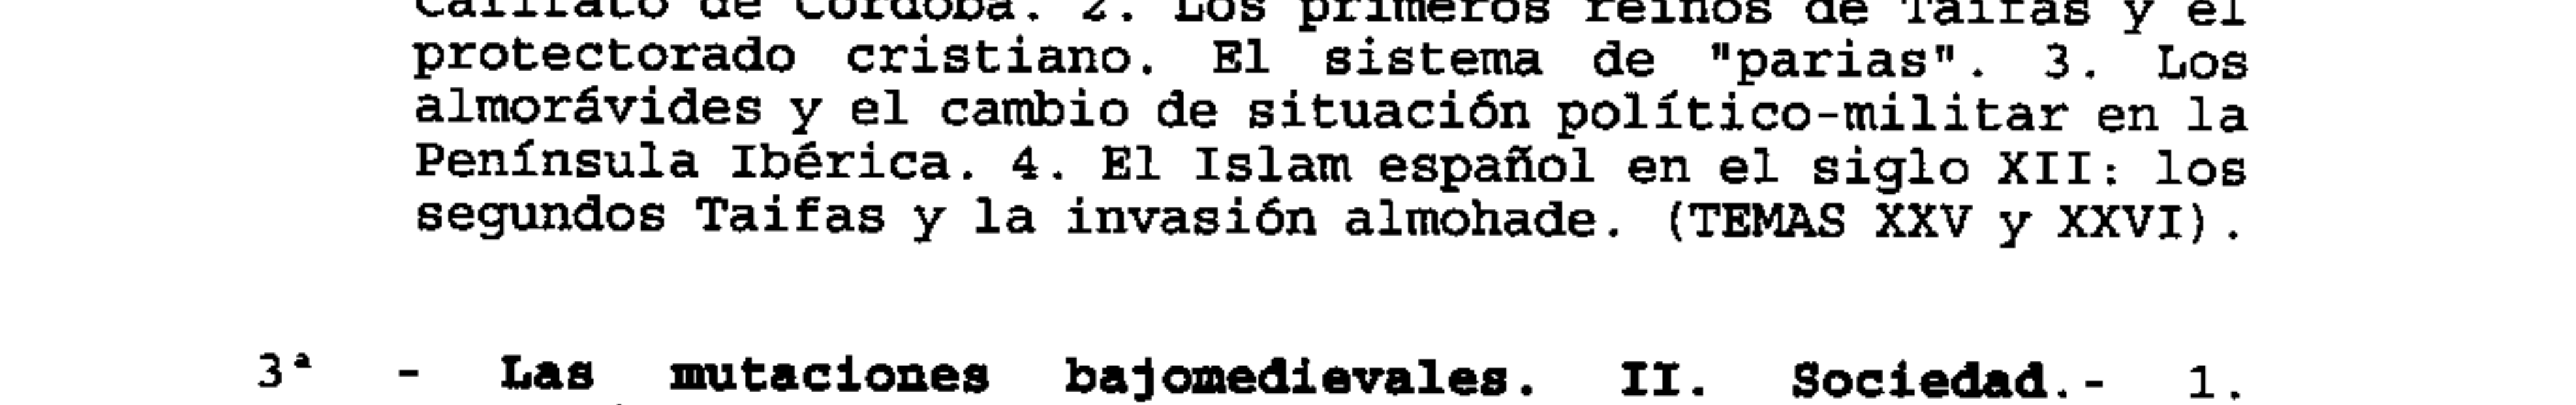 Califato de Córdoba. 2. Los primeros reinos de Taifas y el
protectorado cristiano. El sistema de "parias". 3. Los
almorávides y el cambio de situación político-militar en la
Península Ibérica. 4. El Islam español en el siglo XII: los
segundos Taifas y la invasión almohade. (TEMAS XXV y XXVI).
3ª - Las mutaciones bajomedievales. II. Sociedad.- 1.